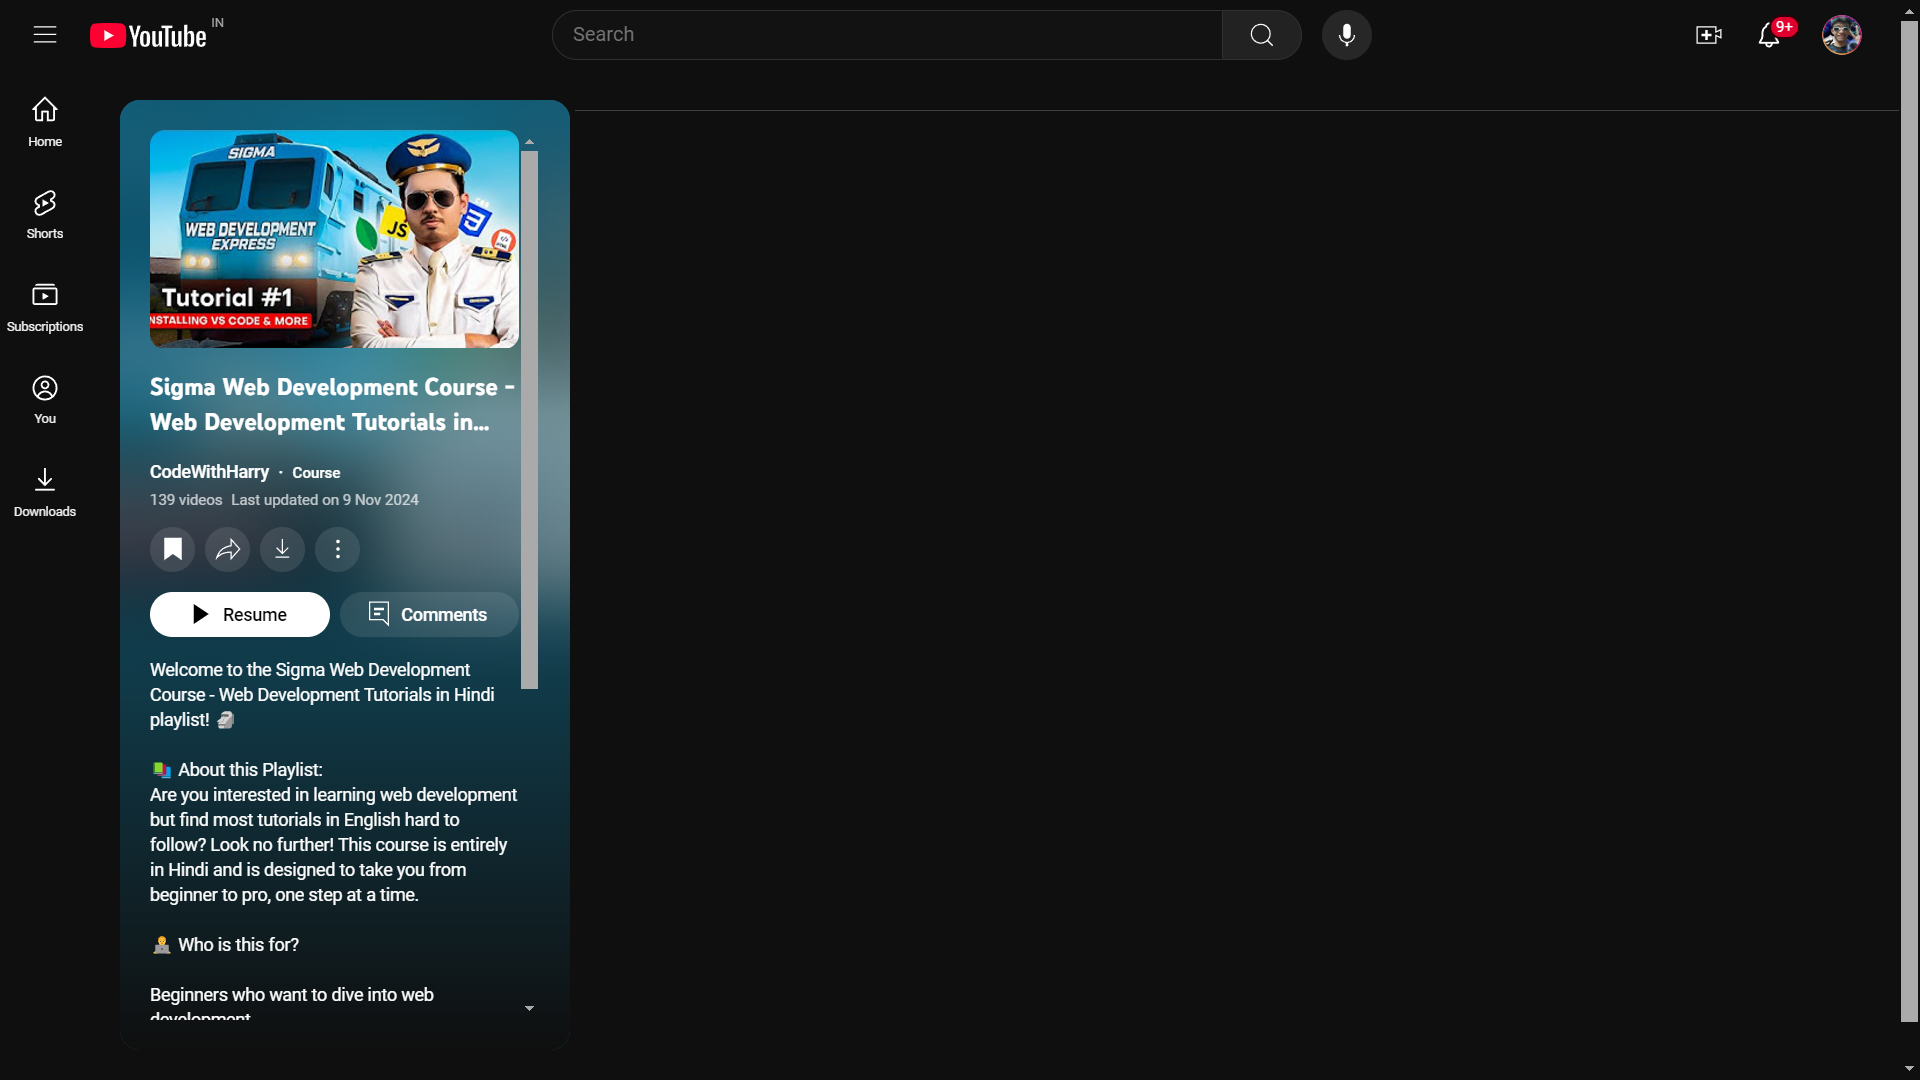 YouTube IN
Search
9+
Home
Shorts
Subscriptions
You
Downloads
SIGMA
WEB DEVELOPMENT
EXPRESS
JS
Tutorial #1
NSTALLING VS CODE & MORE
Sigma Web Development Course -
Web Development Tutorials in...
CodeWithHarry · Course
139 videos Last updated on 9 Nov 2024
Resume
Comments
Welcome to the Sigma Web Development
Course - Web Development Tutorials in Hindi
playlist! 🗿
📚 About this Playlist:
Are you interested in learning web development
but find most tutorials in English hard to
follow? Look no further! This course is entirely
in Hindi and is designed to take you from
beginner to pro, one step at a time.
🧑‍💻 Who is this for?
Beginners who want to dive into web
development